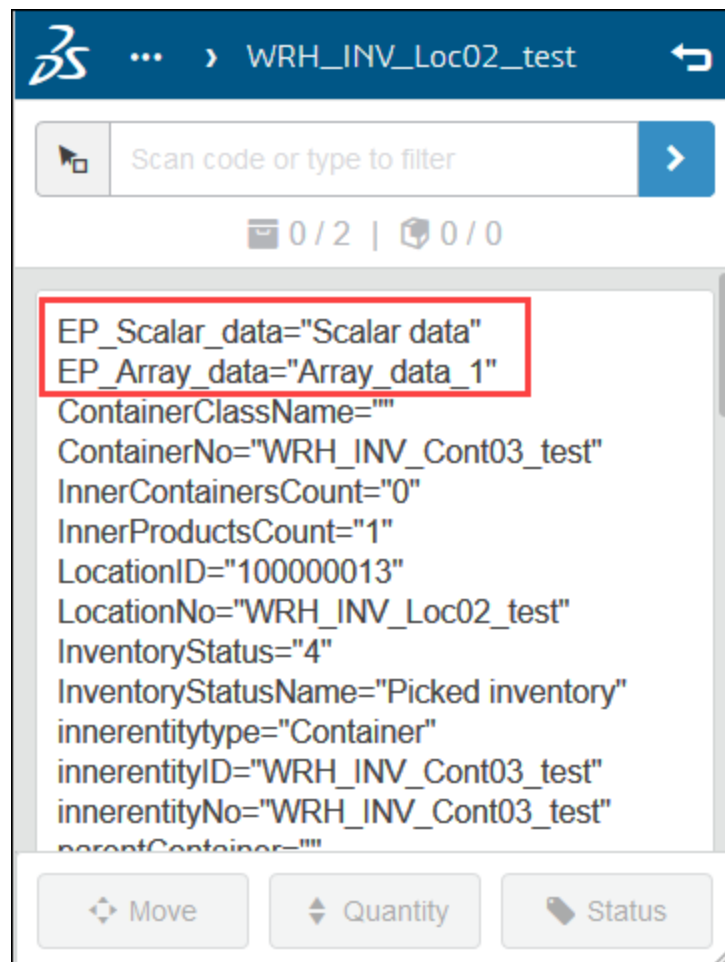 ... › WRH_INV_Loc02_test
Scan code or type to filter
0 / 2 | 0 / 0
EP_Scalar_data="Scalar data"
EP_Array_data="Array_data_1"
ContainerClassName=""
ContainerNo="WRH_INV_Cont03_test"
InnerContainersCount="0"
InnerProductsCount="1"
LocationID="100000013"
LocationNo="WRH_INV_Loc02_test"
InventoryStatus="4"
InventoryStatusName="Picked inventory"
innerentitytype="Container"
innerentityID="WRH_INV_Cont03_test"
innerentityNo="WRH_INV_Cont03_test"
parentContainer=""
Move Quantity Status